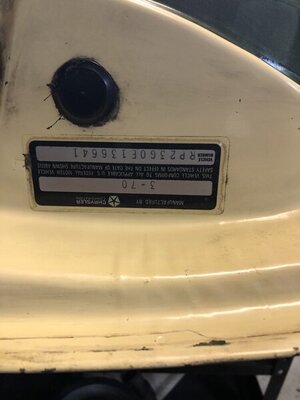 MANUFACTURED BY CHRYSLER
3-70
THIS VEHICLE CONFORMS TO ALL APPLICABLE U.S. FEDERAL MOTOR VEHICLE
SAFETY STANDARDS IN EFFECT ON THE DATE OF MANUFACTURE SHOWN ABOVE
VEHICLE
NUMBER RP23G0E136641